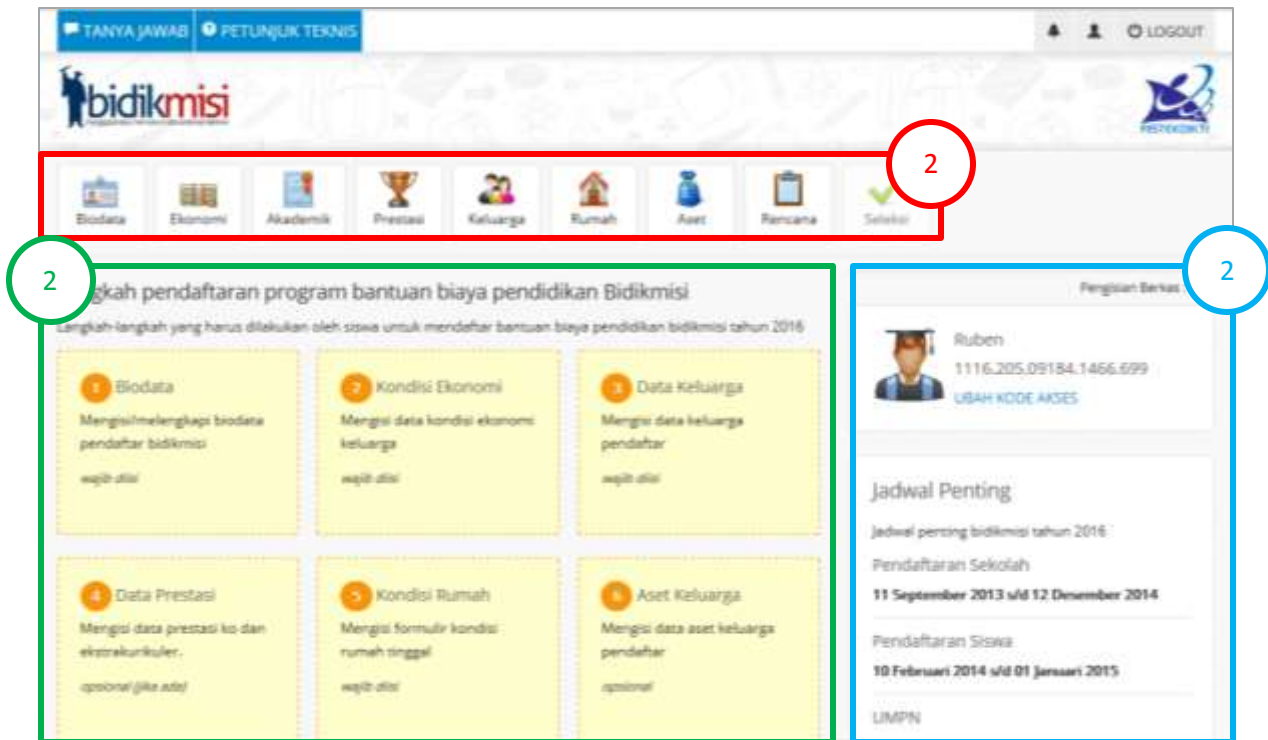 TANYA JAWAB PETUNJUK TEKNIS LOGOUT
bidikmisi
RISTEKDIKTI
2
Biodata Ekonomi Akademik Prestasi Keluarga Rumah Aset Rencana Seleksi
2
gkah pendaftaran program bantuan biaya pendidikan Bidikmisi
Langkah-langkah yang harus dilakukan oleh siswa untuk mendaftar bantuan biaya pendidikan bidikmisi tahun 2016
1 Biodata
Mengisi/melengkapi biodata
pendaftar bidikmisi
wajib diisi
2 Kondisi Ekonomi
Mengisi data kondisi ekonomi
keluarga
wajib diisi
3 Data Keluarga
Mengisi data keluarga
pendaftar
wajib diisi
4 Data Prestasi
Mengisi data prestasi ko dan
ekstrakurikuler.
opsional (jika ada)
5 Kondisi Rumah
Mengisi formulir kondisi
rumah tinggal
wajib diisi
6 Aset Keluarga
Mengisi data aset keluarga
pendaftar
opsional
2
Pengisian Berkas
Ruben
1116.205.09184.1466.699
UBAH KODE AKSES
Jadwal Penting
Jadwal penting bidikmisi tahun 2016
Pendaftaran Sekolah
11 September 2013 s/d 12 Desember 2014
Pendaftaran Siswa
10 Februari 2014 s/d 01 Januari 2015
UMPN